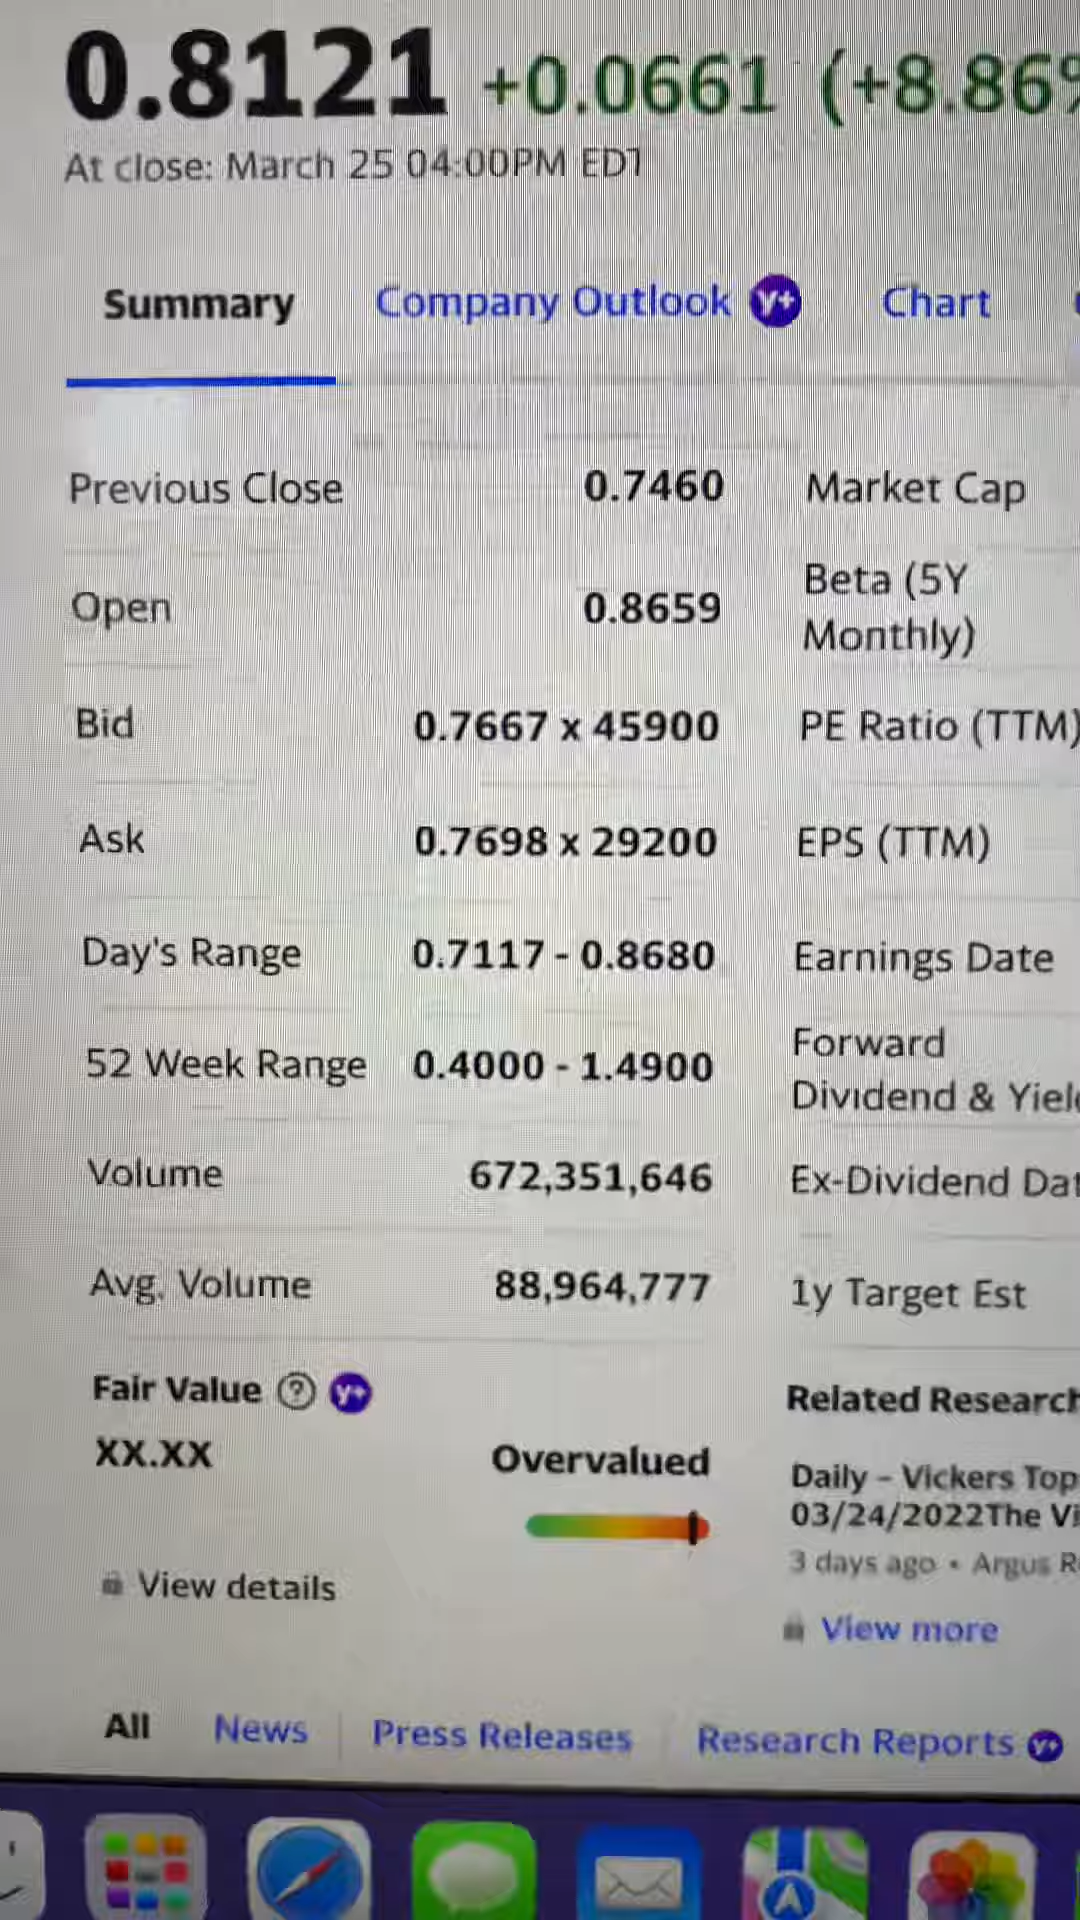 0.8121 +0.0661 (+8.86%
At close: March 25 04:00PM EDT
Summary Company Outlook y+ Chart
Previous Close 0.7460 Market Cap
Open 0.8659 Beta (5Y
Monthly)
Bid 0.7667 x 45900 PE Ratio (TTM)
Ask 0.7698 x 29200 EPS (TTM)
Day's Range 0.7117 - 0.8680 Earnings Date
52 Week Range 0.4000 - 1.4900 Forward
Dividend & Yield
Volume 672,351,646 Ex-Dividend Dat
Avg. Volume 88,964,777 1y Target Est
Fair Value ? y+ Related Research
XX.XX Overvalued
Daily – Vickers Top
03/24/2022The Vi
3 days ago • Argus Re
View details
View more
All News Press Releases Research Reports y+